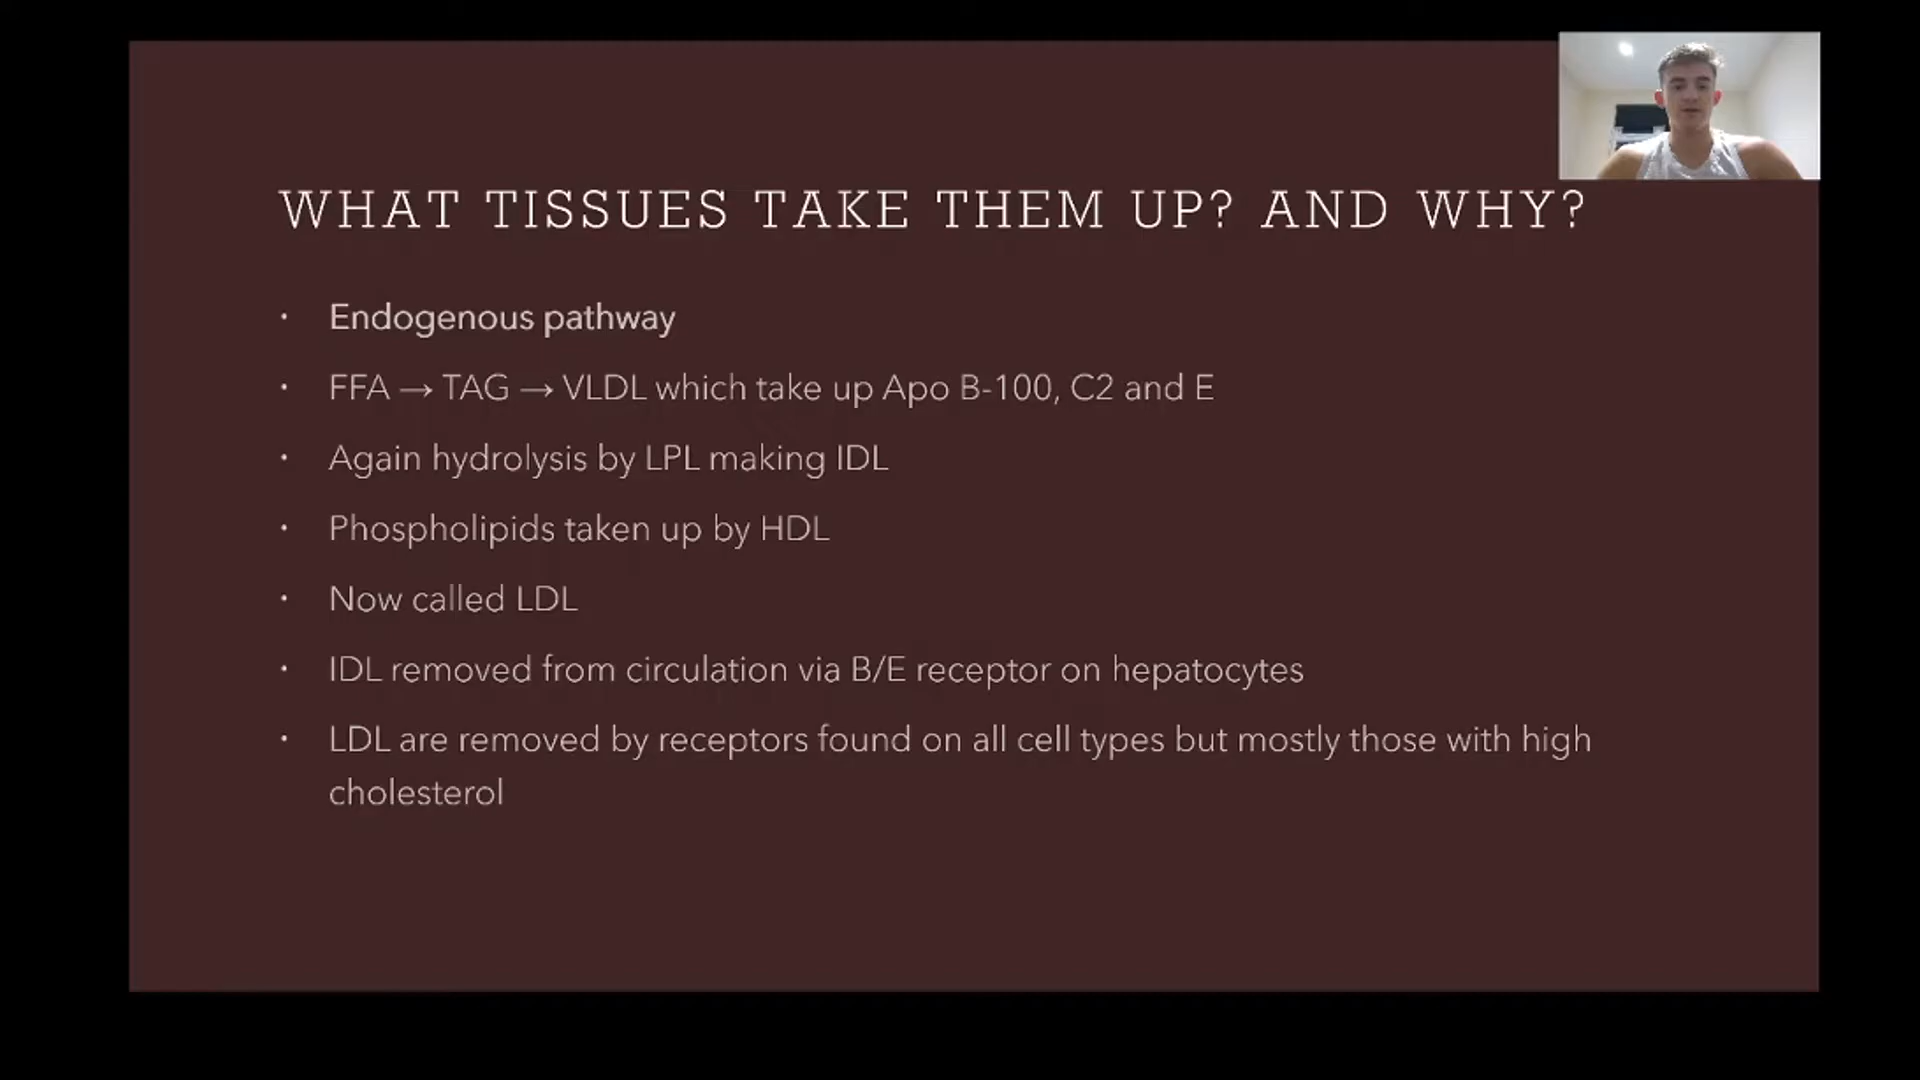 WHAT TISSUES TAKE THEM UP? AND WHY?
• Endogenous pathway
• FFA → TAG → VLDL which take up Apo B-100, C2 and E
• Again hydrolysis by LPL making IDL
• Phospholipids taken up by HDL
• Now called LDL
• IDL removed from circulation via B/E receptor on hepatocytes
• LDL are removed by receptors found on all cell types but mostly those with high
cholesterol